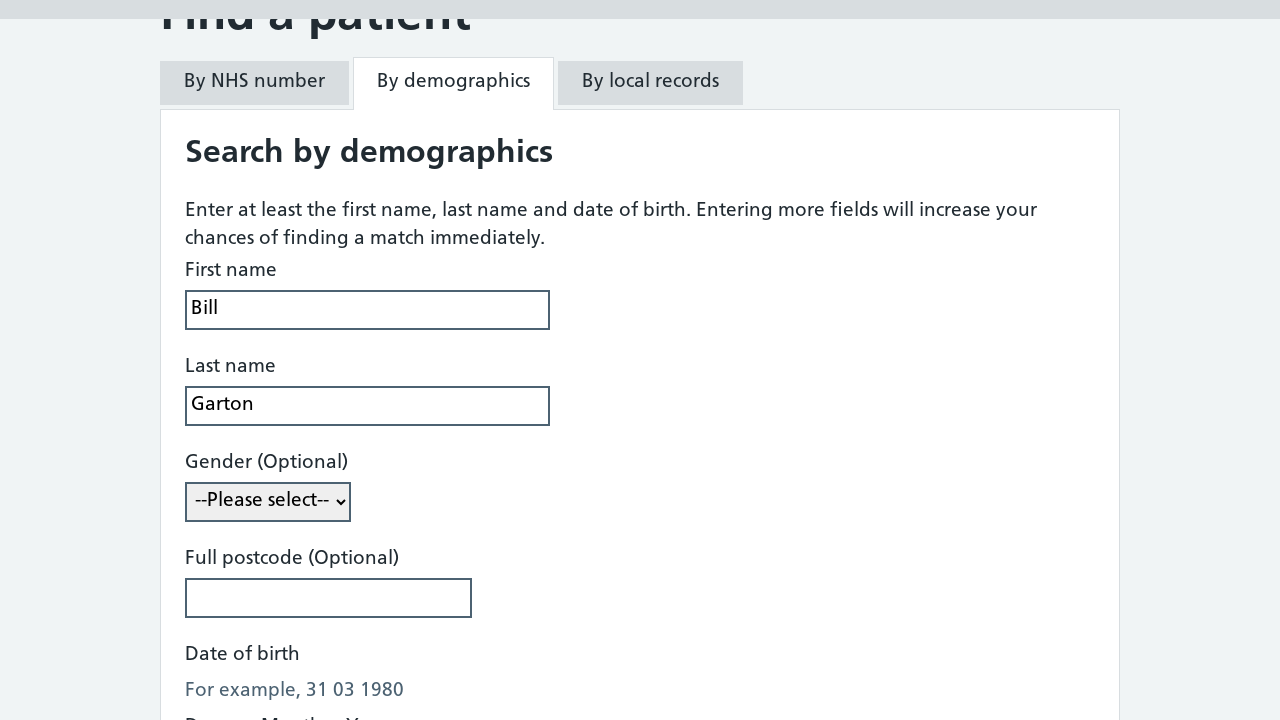 Find a patient
By NHS number
By demographics
By local records
Search by demographics
Enter at least the first name, last name and date of birth. Entering more fields will increase your
chances of finding a match immediately.
First name
Bill
Last name
Garton
Gender (Optional)
--Please select--
Full postcode (Optional)
Date of birth
For example, 31 03 1980